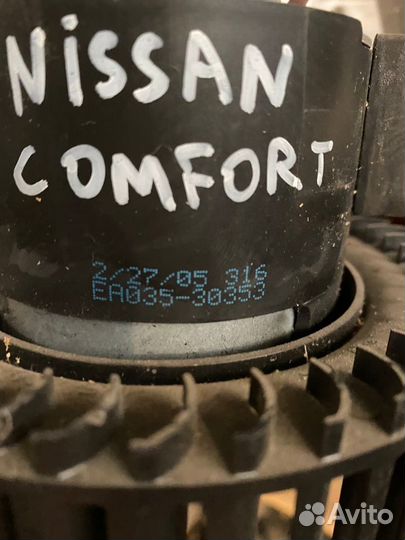 NiSSAN
COMFORT
2/27/05 316
EA035-30353
Avito